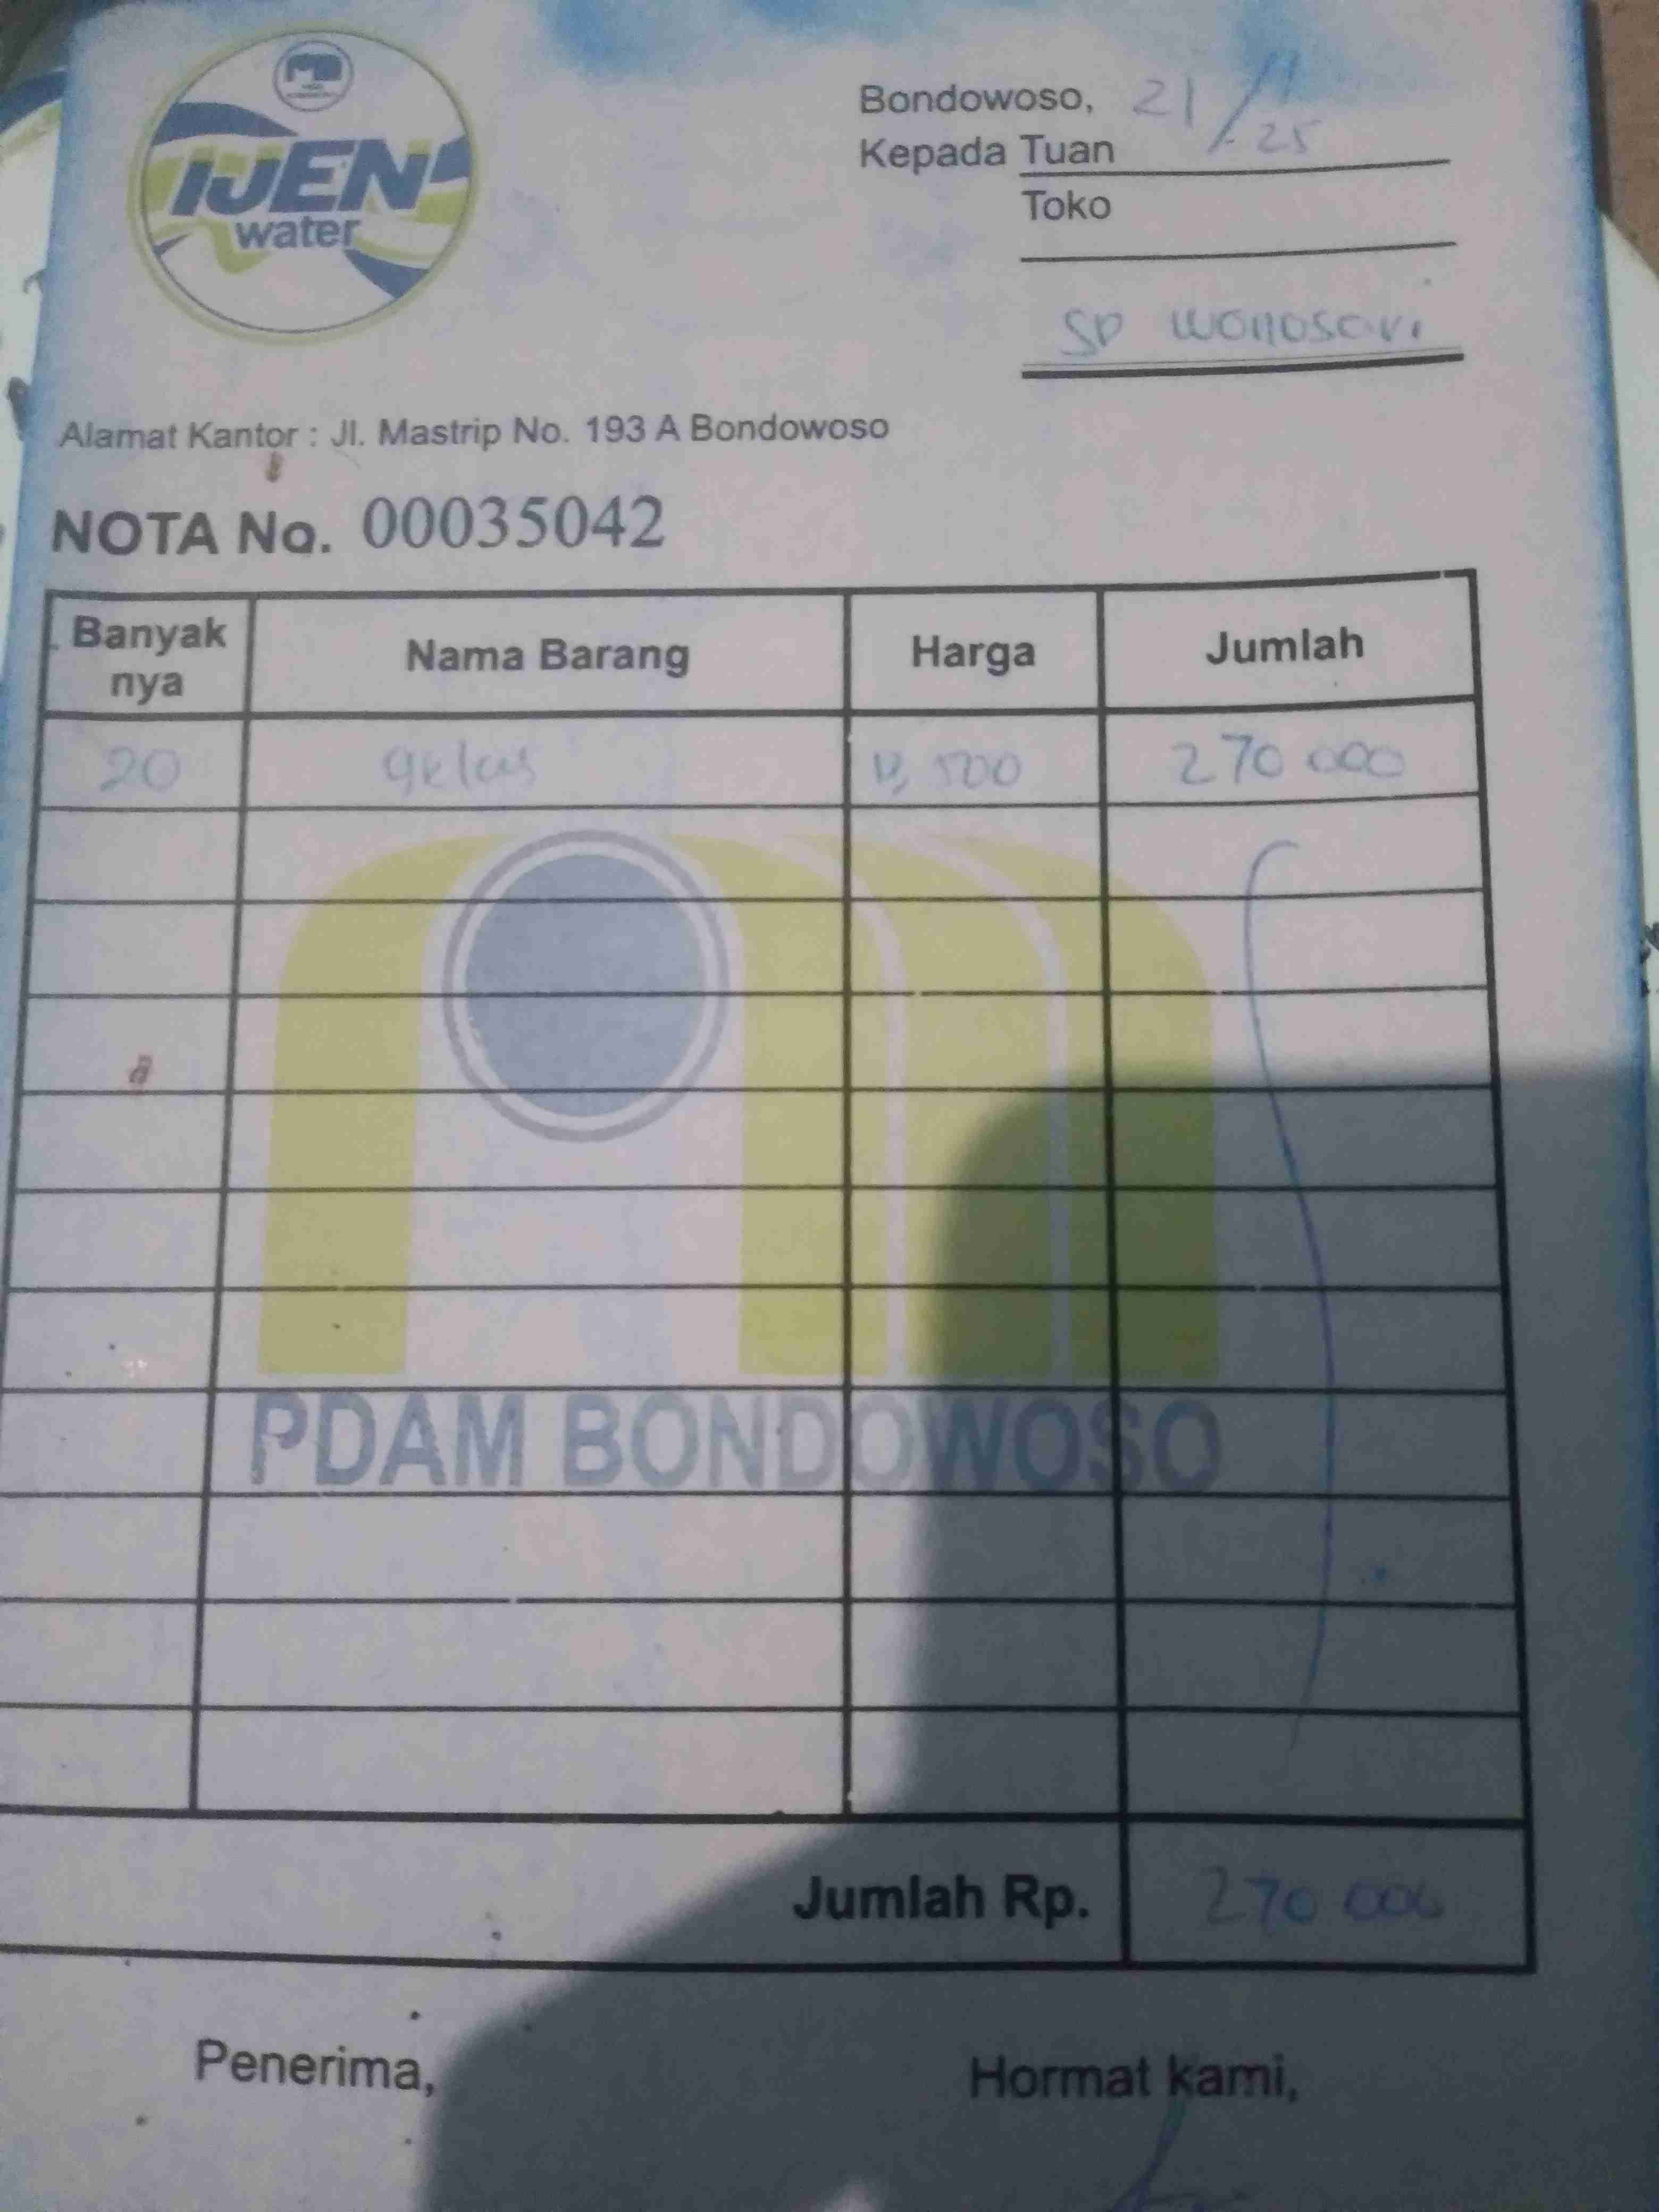 IJEN
water
Bondowoso, 21/11-25
Kepada Tuan
Toko
SP Wonosari
Alamat Kantor : Jl. Mastrip No. 193 A Bondowoso
NOTA No. 00035042
Banyak nya Nama Barang Harga Jumlah
20 gelas 13,500 270 000
PDAM BONDOWOSO
Jumlah Rp. 270 000
Penerima, Hormat kami,